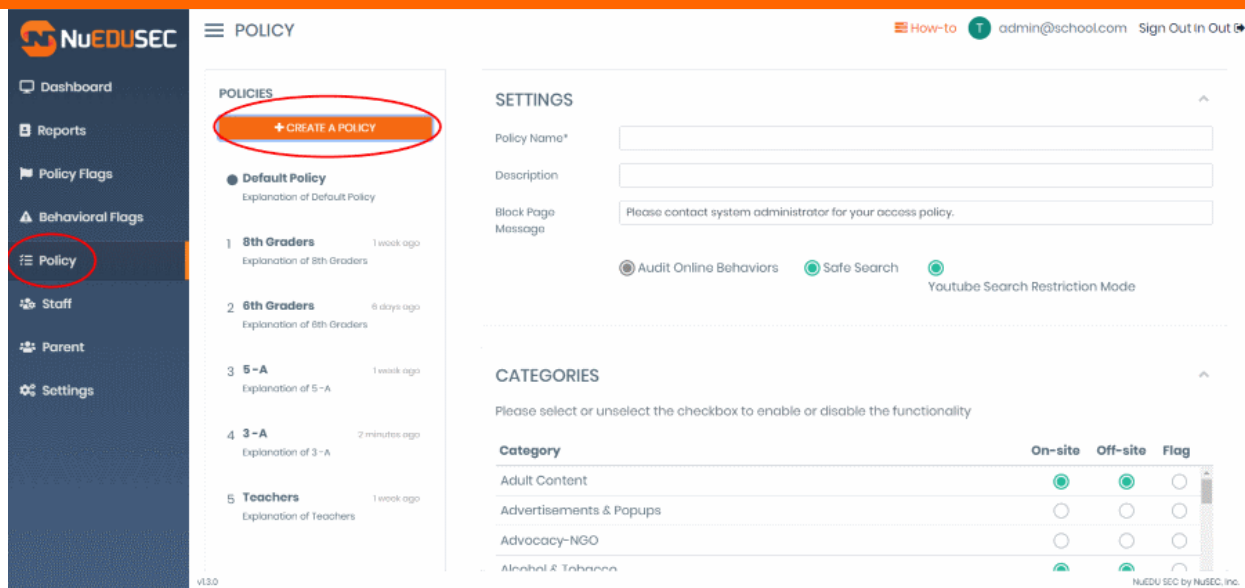 NuEDUSEC
POLICY
How-to T admin@school.com Sign Out in Out
Dashboard
Reports
Policy Flags
Behavioral Flags
Policy
Staff
Parent
Settings
POLICIES
+ CREATE A POLICY
Default Policy
Explanation of Default Policy
1 8th Graders 1 week ago
Explanation of 8th Graders
2 6th Graders 6 days ago
Explanation of 6th Graders
3 5-A 1 week ago
Explanation of 5-A
4 3-A 2 minutes ago
Explanation of 3-A
5 Teachers 1 week ago
Explanation of Teachers
SETTINGS
Policy Name*
Description
Block Page
Message
Please contact system administrator for your access policy.
Audit Online Behaviors Safe Search
Youtube Search Restriction Mode
CATEGORIES
Please select or unselect the checkbox to enable or disable the functionality
Category On-site Off-site Flag
Adult Content
Advertisements & Popups
Advocacy-NGO
Alcohol & Tobacco
v1.3.0
NuEDU SEC by NuSEC, Inc.